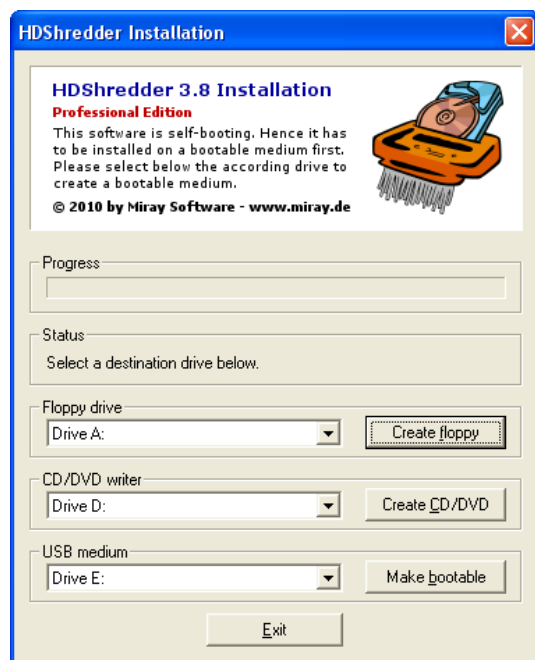 HDShredder Installation
HDShredder 3.8 Installation
Professional Edition
This software is self-booting. Hence it has
to be installed on a bootable medium first.
Please select below the according drive to
create a bootable medium.
© 2010 by Miray Software - www.miray.de
Progress
Status
Select a destination drive below.
Floppy drive
Drive A:
Create floppy
CD/DVD writer
Drive D:
Create CD/DVD
USB medium
Drive E:
Make bootable
Exit